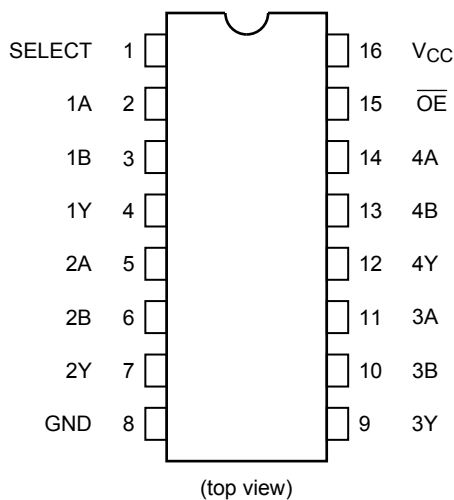 SELECT 1 16 VCC
1A 2 15 OE
1B 3 14 4A
1Y 4 13 4B
2A 5 12 4Y
2B 6 11 3A
2Y 7 10 3B
GND 8 9 3Y
(top view)